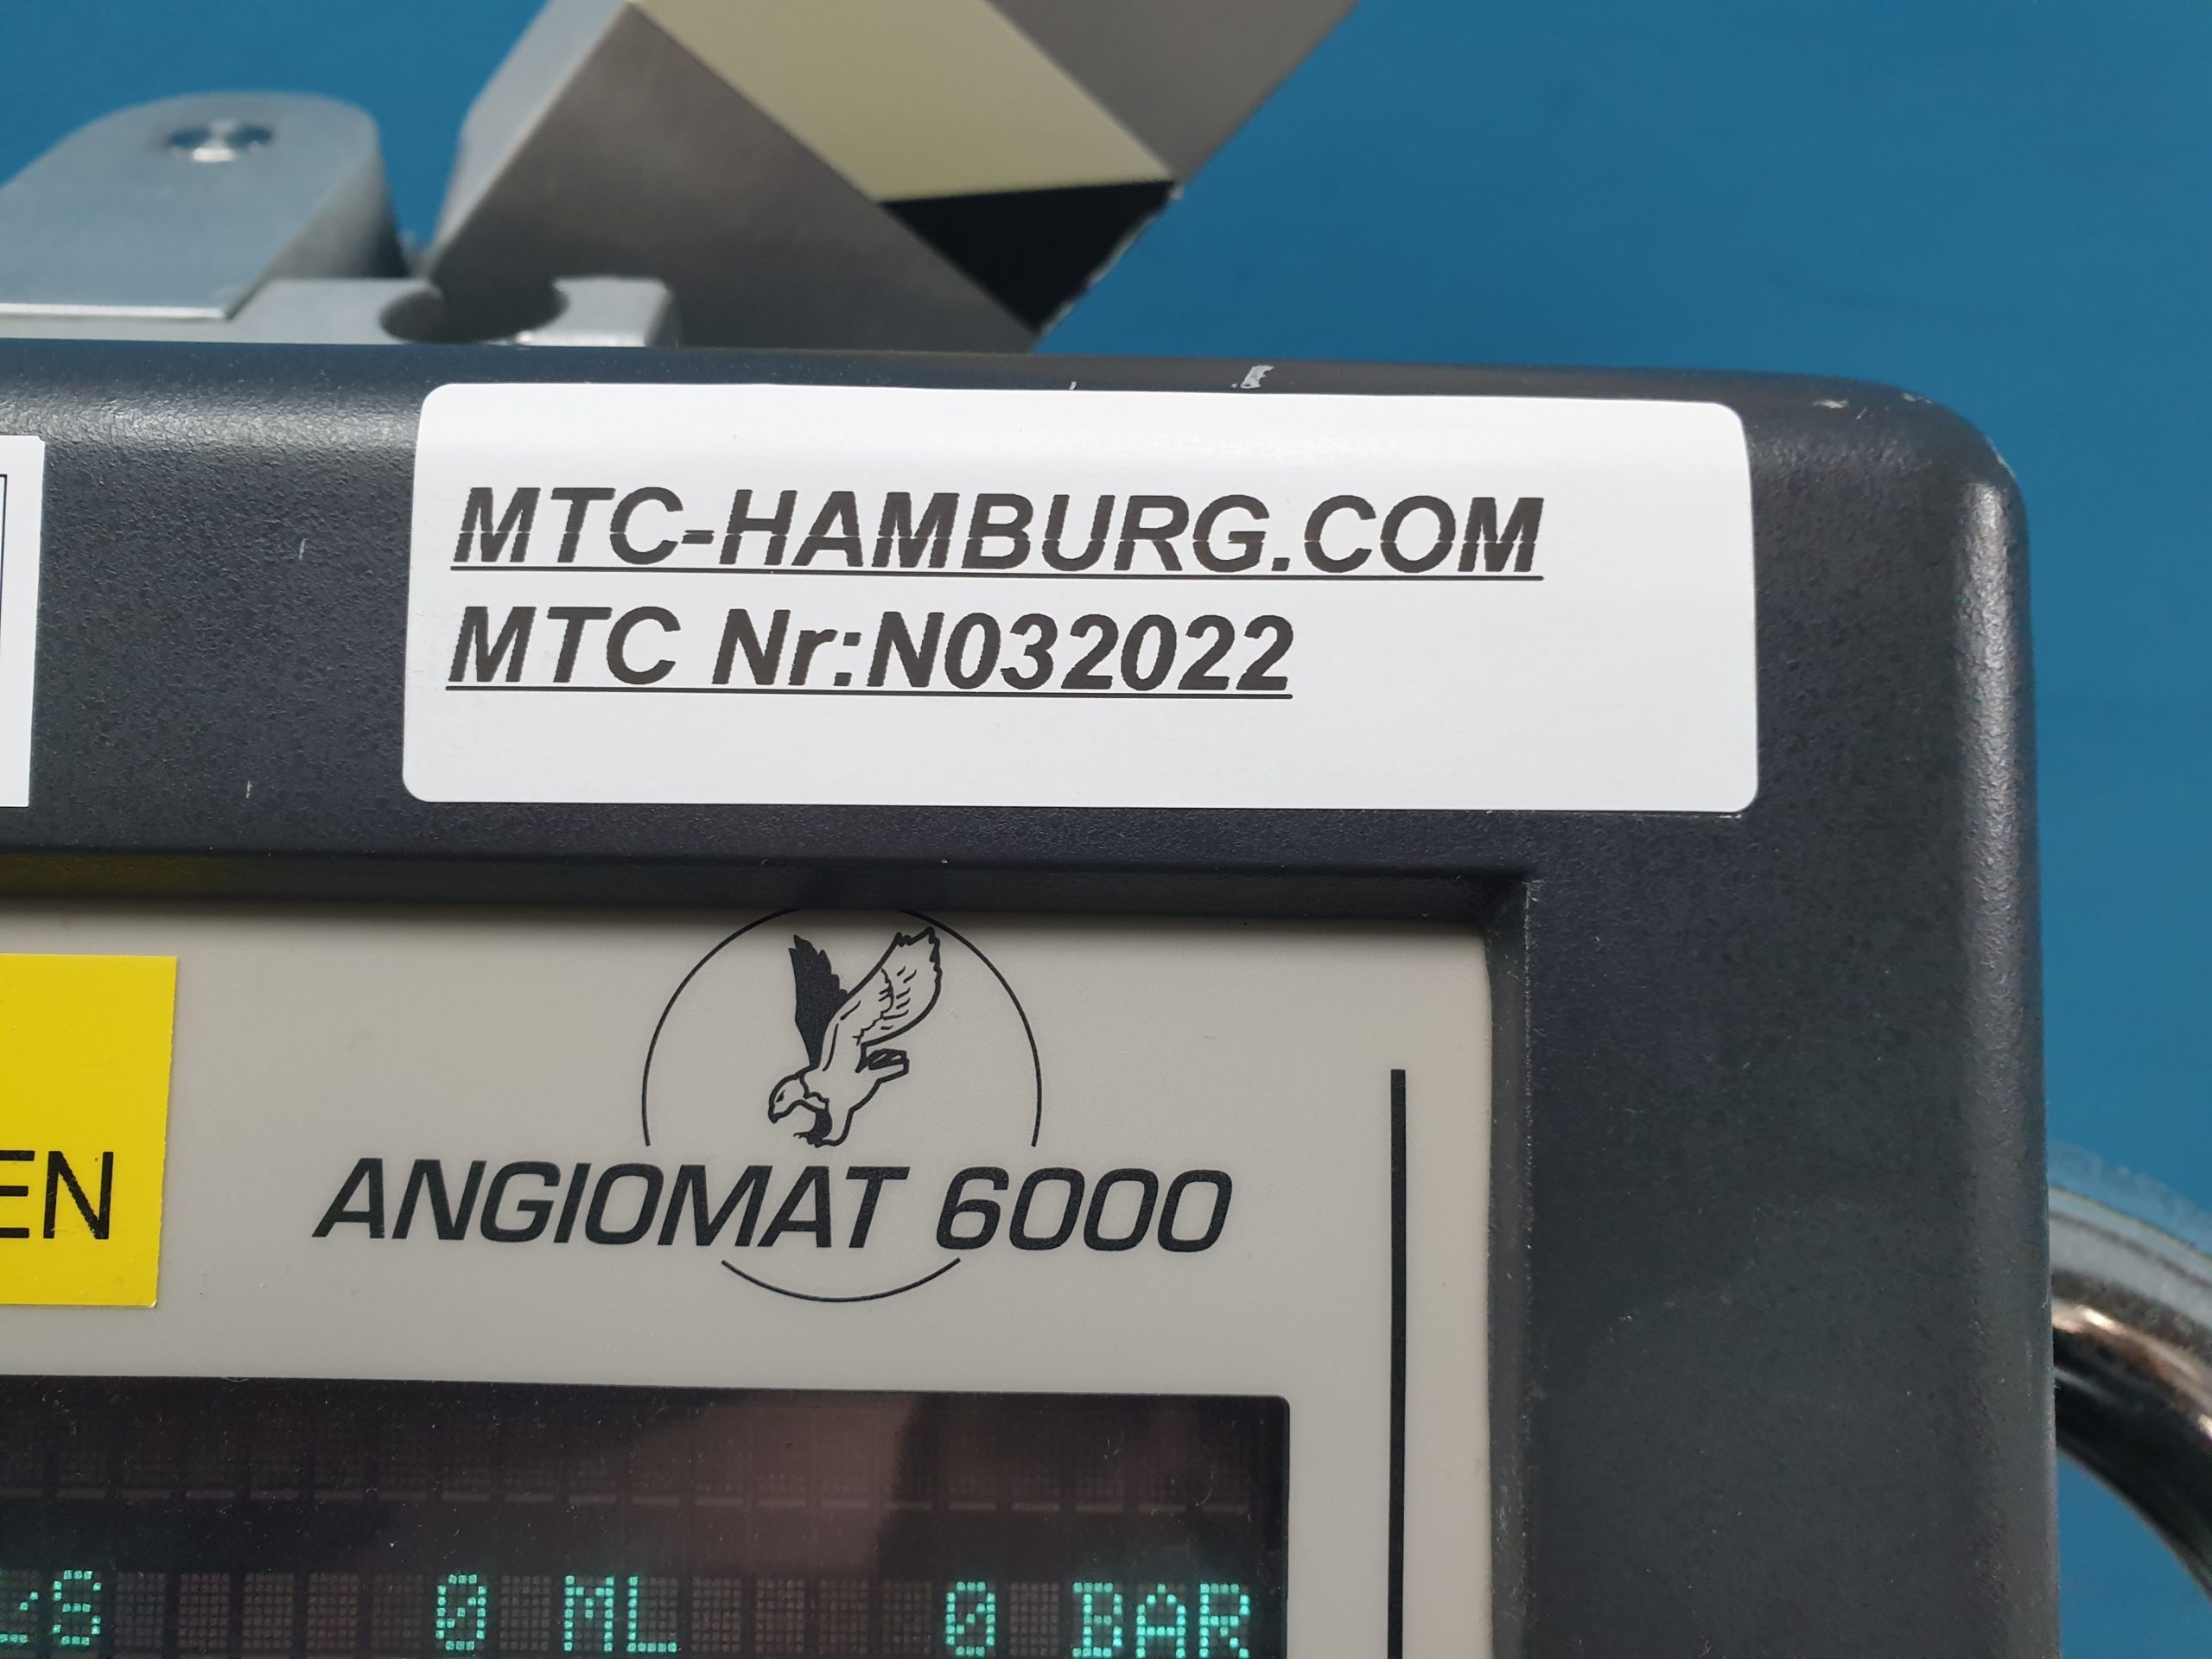 MTC-HAMBURG.COM
MTC Nr:N032022
EN
ANGIOMAT 6000
0 ML 0 BAR